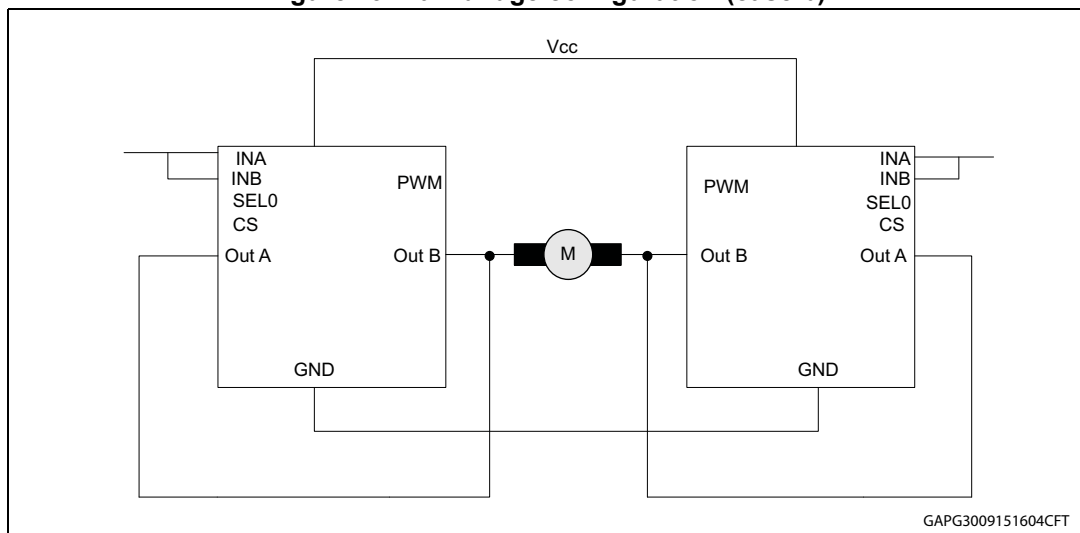 Vcc
INA
INB
SEL0
CS
PWM
Out A
Out B
GND
M
PWM
INA
INB
SEL0
CS
Out B
Out A
GND
GAPG3009151604CFT